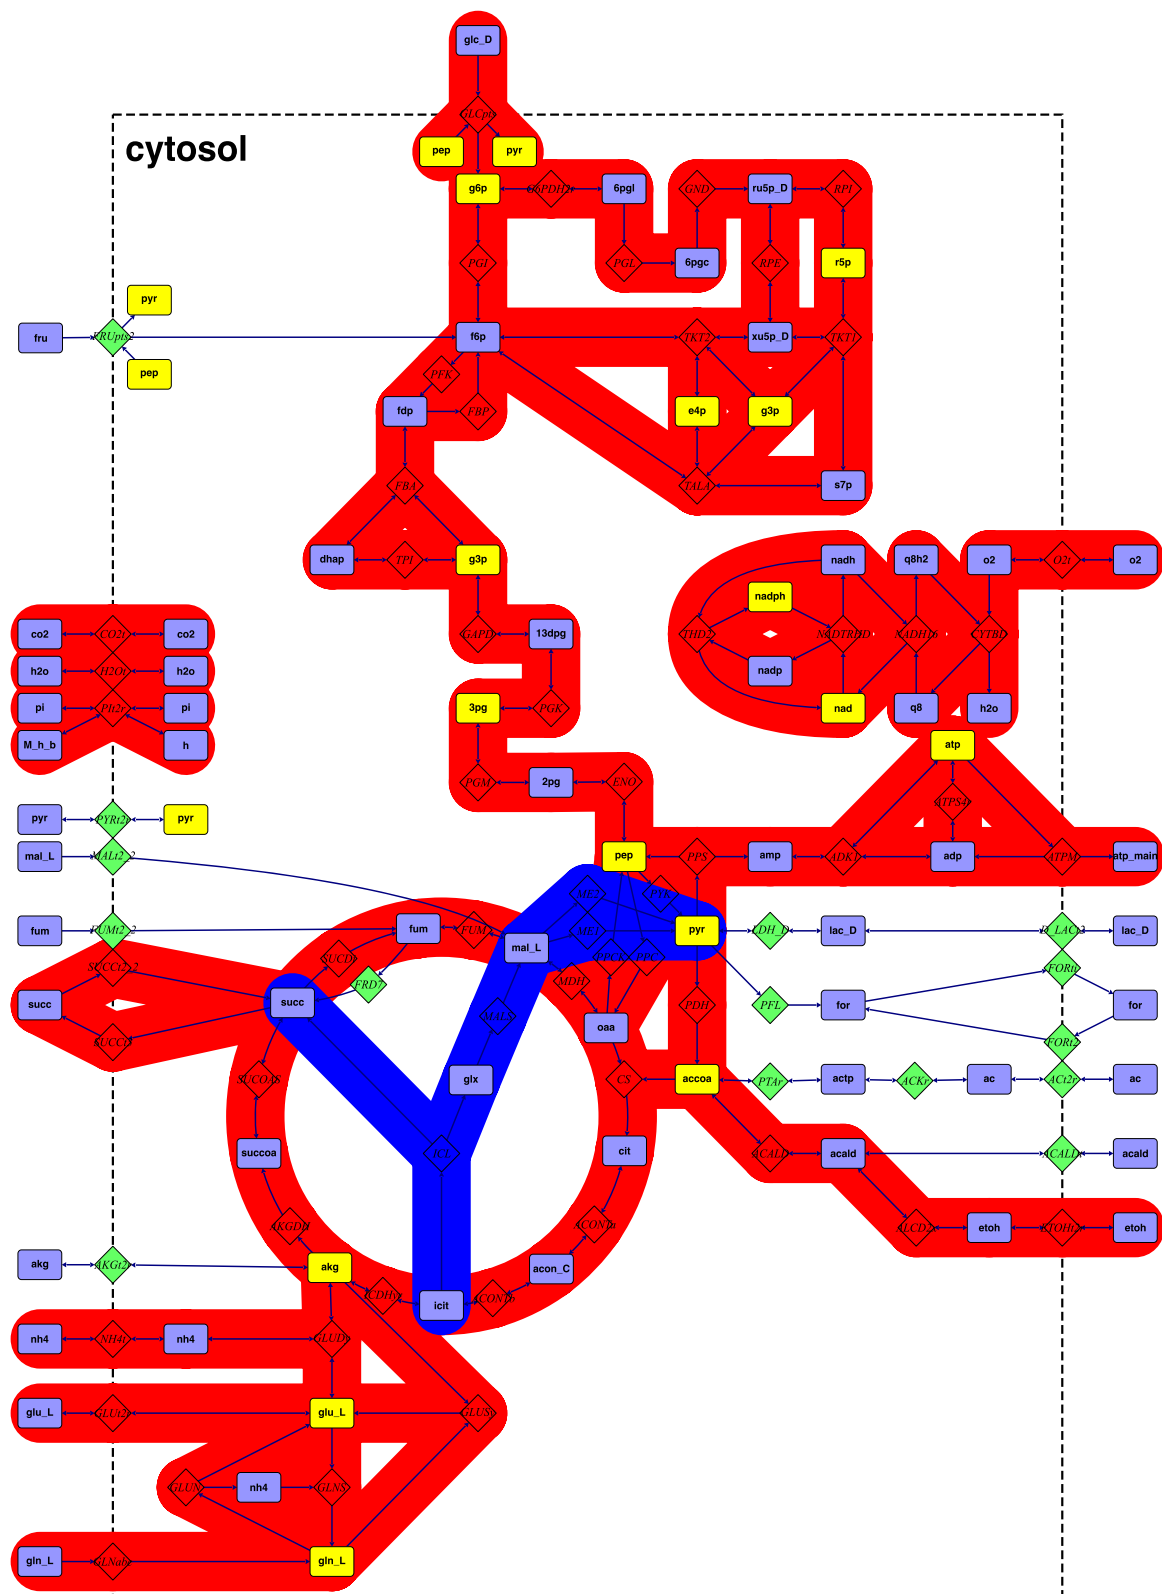 glc_D
GLCpts
cytosol
pep
pyr
g6p
G6PDH2r
6pgl
GND
ru5p_D
RPI
PGI
PGL
6pgc
RPE
r5p
pyr
fru
FRUpts2
f6p
TKT2
xu5p_D
TKT1
pep
PFK
fdp
FBP
e4p
g3p
FBA
TALA
s7p
dhap
TPI
g3p
nadh
q8h2
o2
O2t
o2
nadph
co2
CO2t
co2
GAPD
13dpg
THD2
NADTRHD
NADH16
CYTBD
h2o
H2Ot
h2o
nadp
pi
PIt2r
pi
3pg
PGK
nad
q8
h2o
M_h_b
h
atp
PGM
2pg
ENO
ATPS4r
pyr
PYRt2r
pyr
mal_L
MALt2_2
pep
PPS
amp
ADK1
adp
ATPM
atp_main
ME2
PYK
fum
FUMt2_2
fum
FUM
mal_L
ME1
pyr
LDH_D
lac_D
D_LACt2
lac_D
SUCCt2_2
SUCDi
FRD7
MDH
PPCK
PPC
FORti
succ
succ
MALS
oaa
PDH
PFL
for
for
SUCCt3
FORt2
SUCOAS
glx
CS
accoa
PTAr
actp
ACKr
ac
ACt2r
ac
succoa
ICL
cit
ACALD
acald
ACALDt
acald
AKGDH
ACONTa
ALCD2x
etoh
ETOHt2r
etoh
akg
AKGt2r
akg
ICDHyr
icit
ACONTb
acon_C
nh4
NH4t
nh4
GLUDy
glu_L
GLUt2r
glu_L
GLUSy
GLUN
nh4
GLNS
gln_L
GLNabc
gln_L